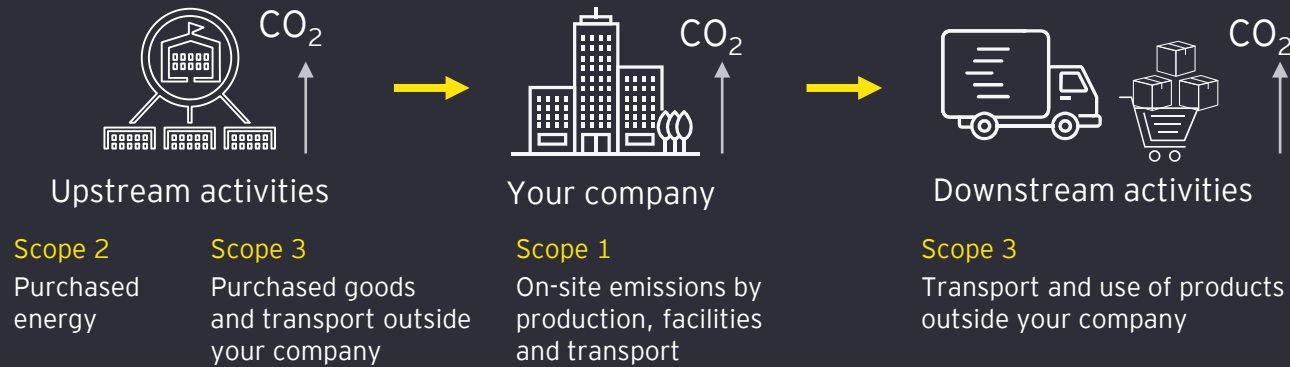 CO₂
CO₂
CO₂
Upstream activities
Your company
Downstream activities
Scope 2
Purchased
energy
Scope 3
Purchased goods
and transport outside
your company
Scope 1
On-site emissions by
production, facilities
and transport
Scope 3
Transport and use of products
outside your company